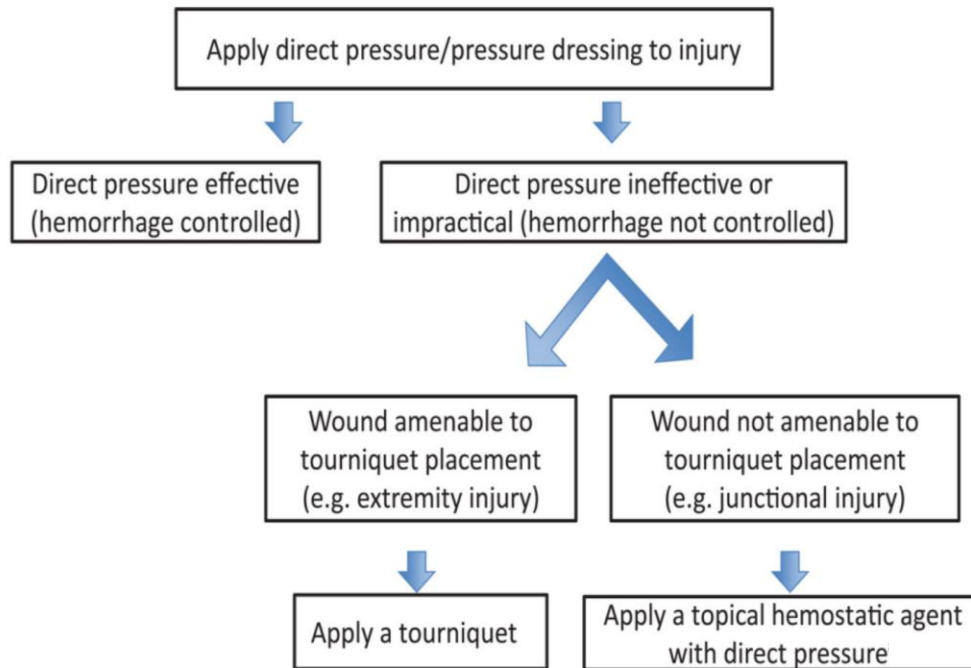 Apply direct pressure/pressure dressing to injury
Direct pressure effective
(hemorrhage controlled)
Direct pressure ineffective or
impractical (hemorrhage not controlled)
Wound amenable to
tourniquet placement
(e.g. extremity injury)
Wound not amenable to
tourniquet placement
(e.g. junctional injury)
Apply a tourniquet
Apply a topical hemostatic agent
with direct pressure